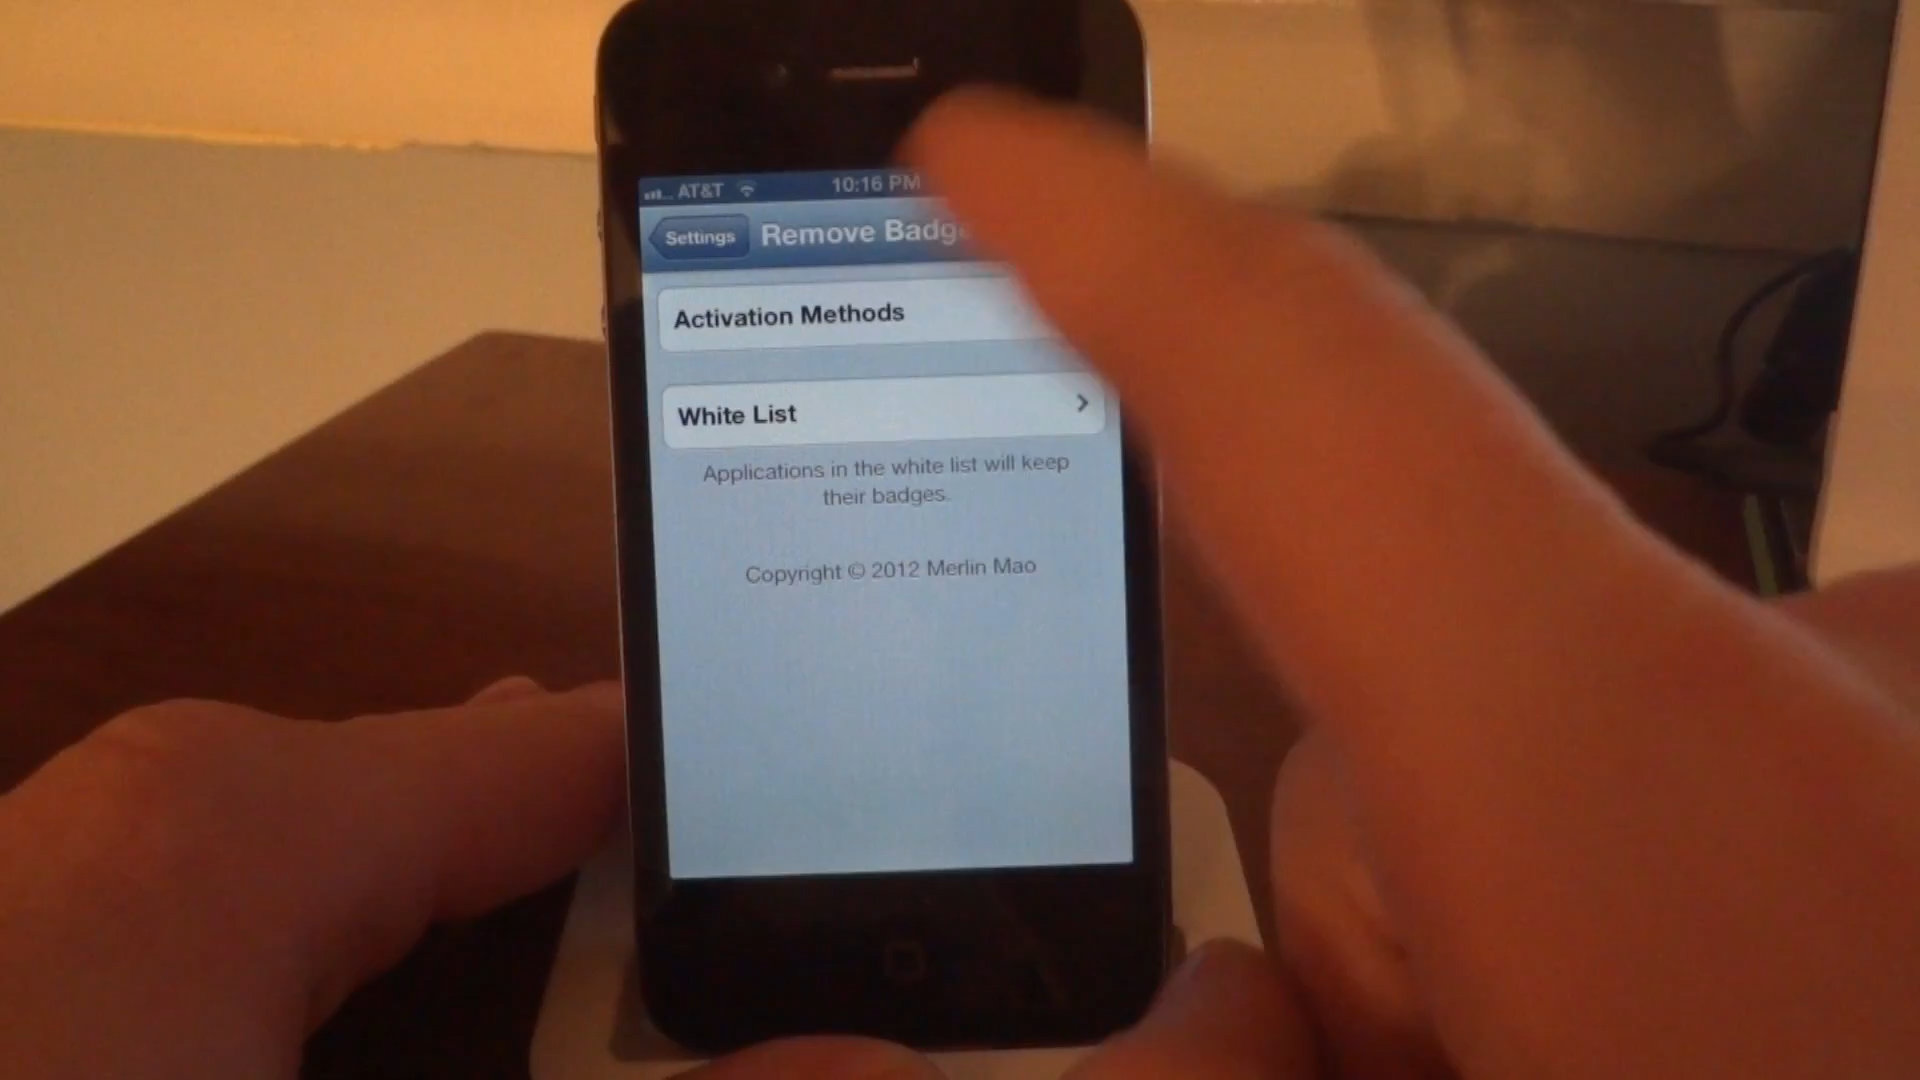 AT&T 10:16 PM
Settings Remove
Activation Methods
White List
Applications in the white list will keep
their badges.
Copyright © 2012 Merlin Mao